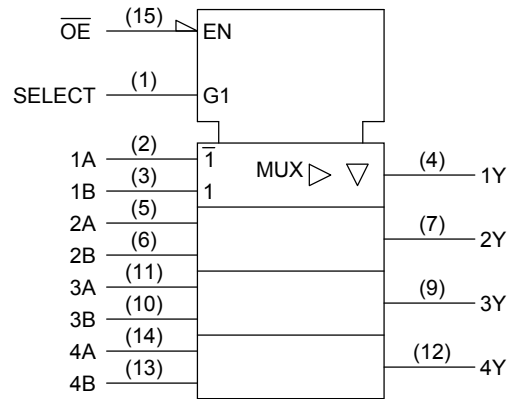 O̅E̅ (15) EN
SELECT (1) G1
1A (2) 1̅ MUX (4) 1Y
1B (3) 1
2A (5) (7) 2Y
2B (6)
3A (11) (9) 3Y
3B (10)
4A (14) (12) 4Y
4B (13)